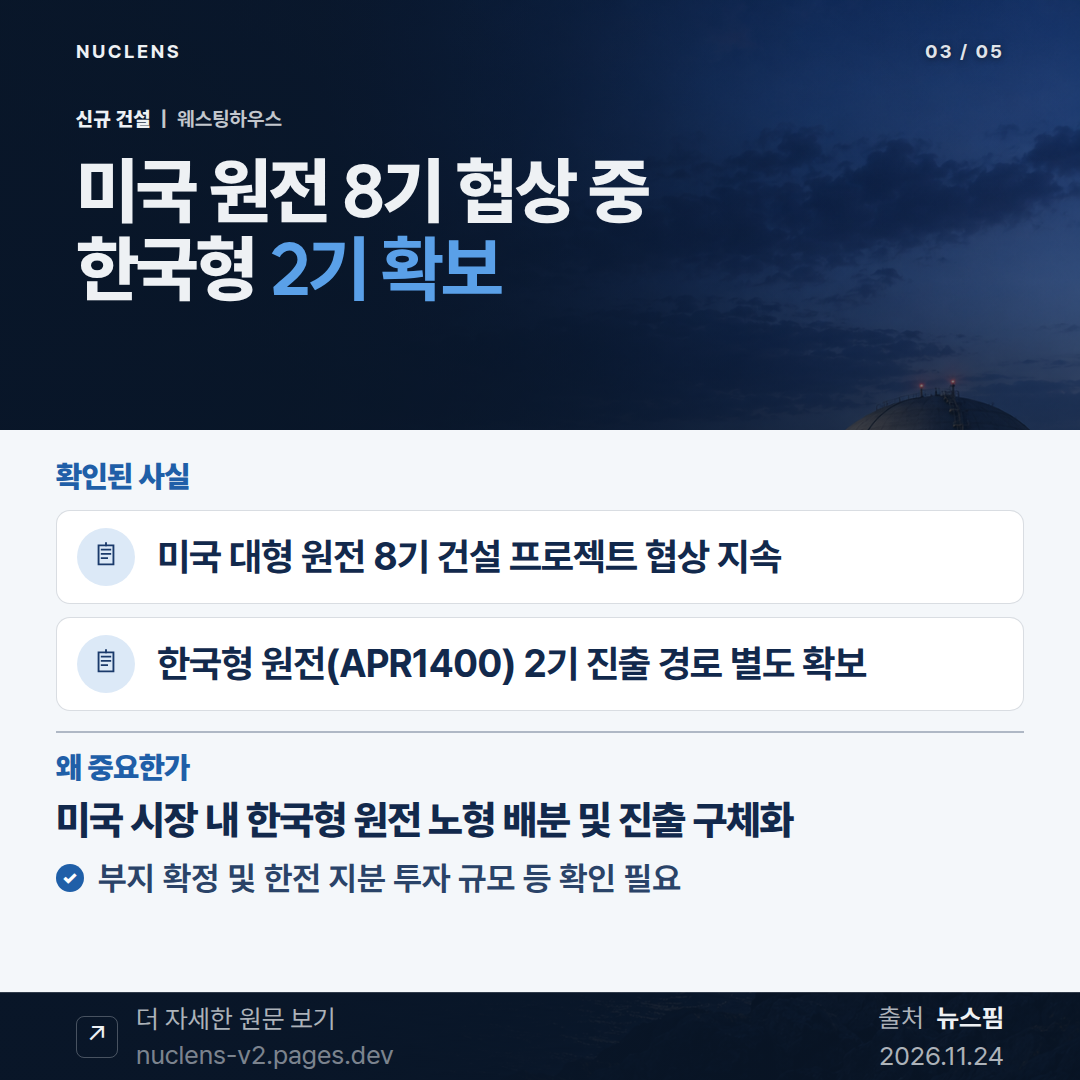 NUCLENS
03 / 05
신규 건설 | 웨스팅하우스
미국 원전 8기 협상 중
한국형 2기 확보
확인된 사실
미국 대형 원전 8기 건설 프로젝트 협상 지속
한국형 원전(APR1400) 2기 진출 경로 별도 확보
왜 중요한가
미국 시장 내 한국형 원전 노형 배분 및 진출 구체화
부지 확정 및 한전 지분 투자 규모 등 확인 필요
더 자세한 원문 보기
nuclens-v2.pages.dev
출처 뉴스핌
2026.11.24